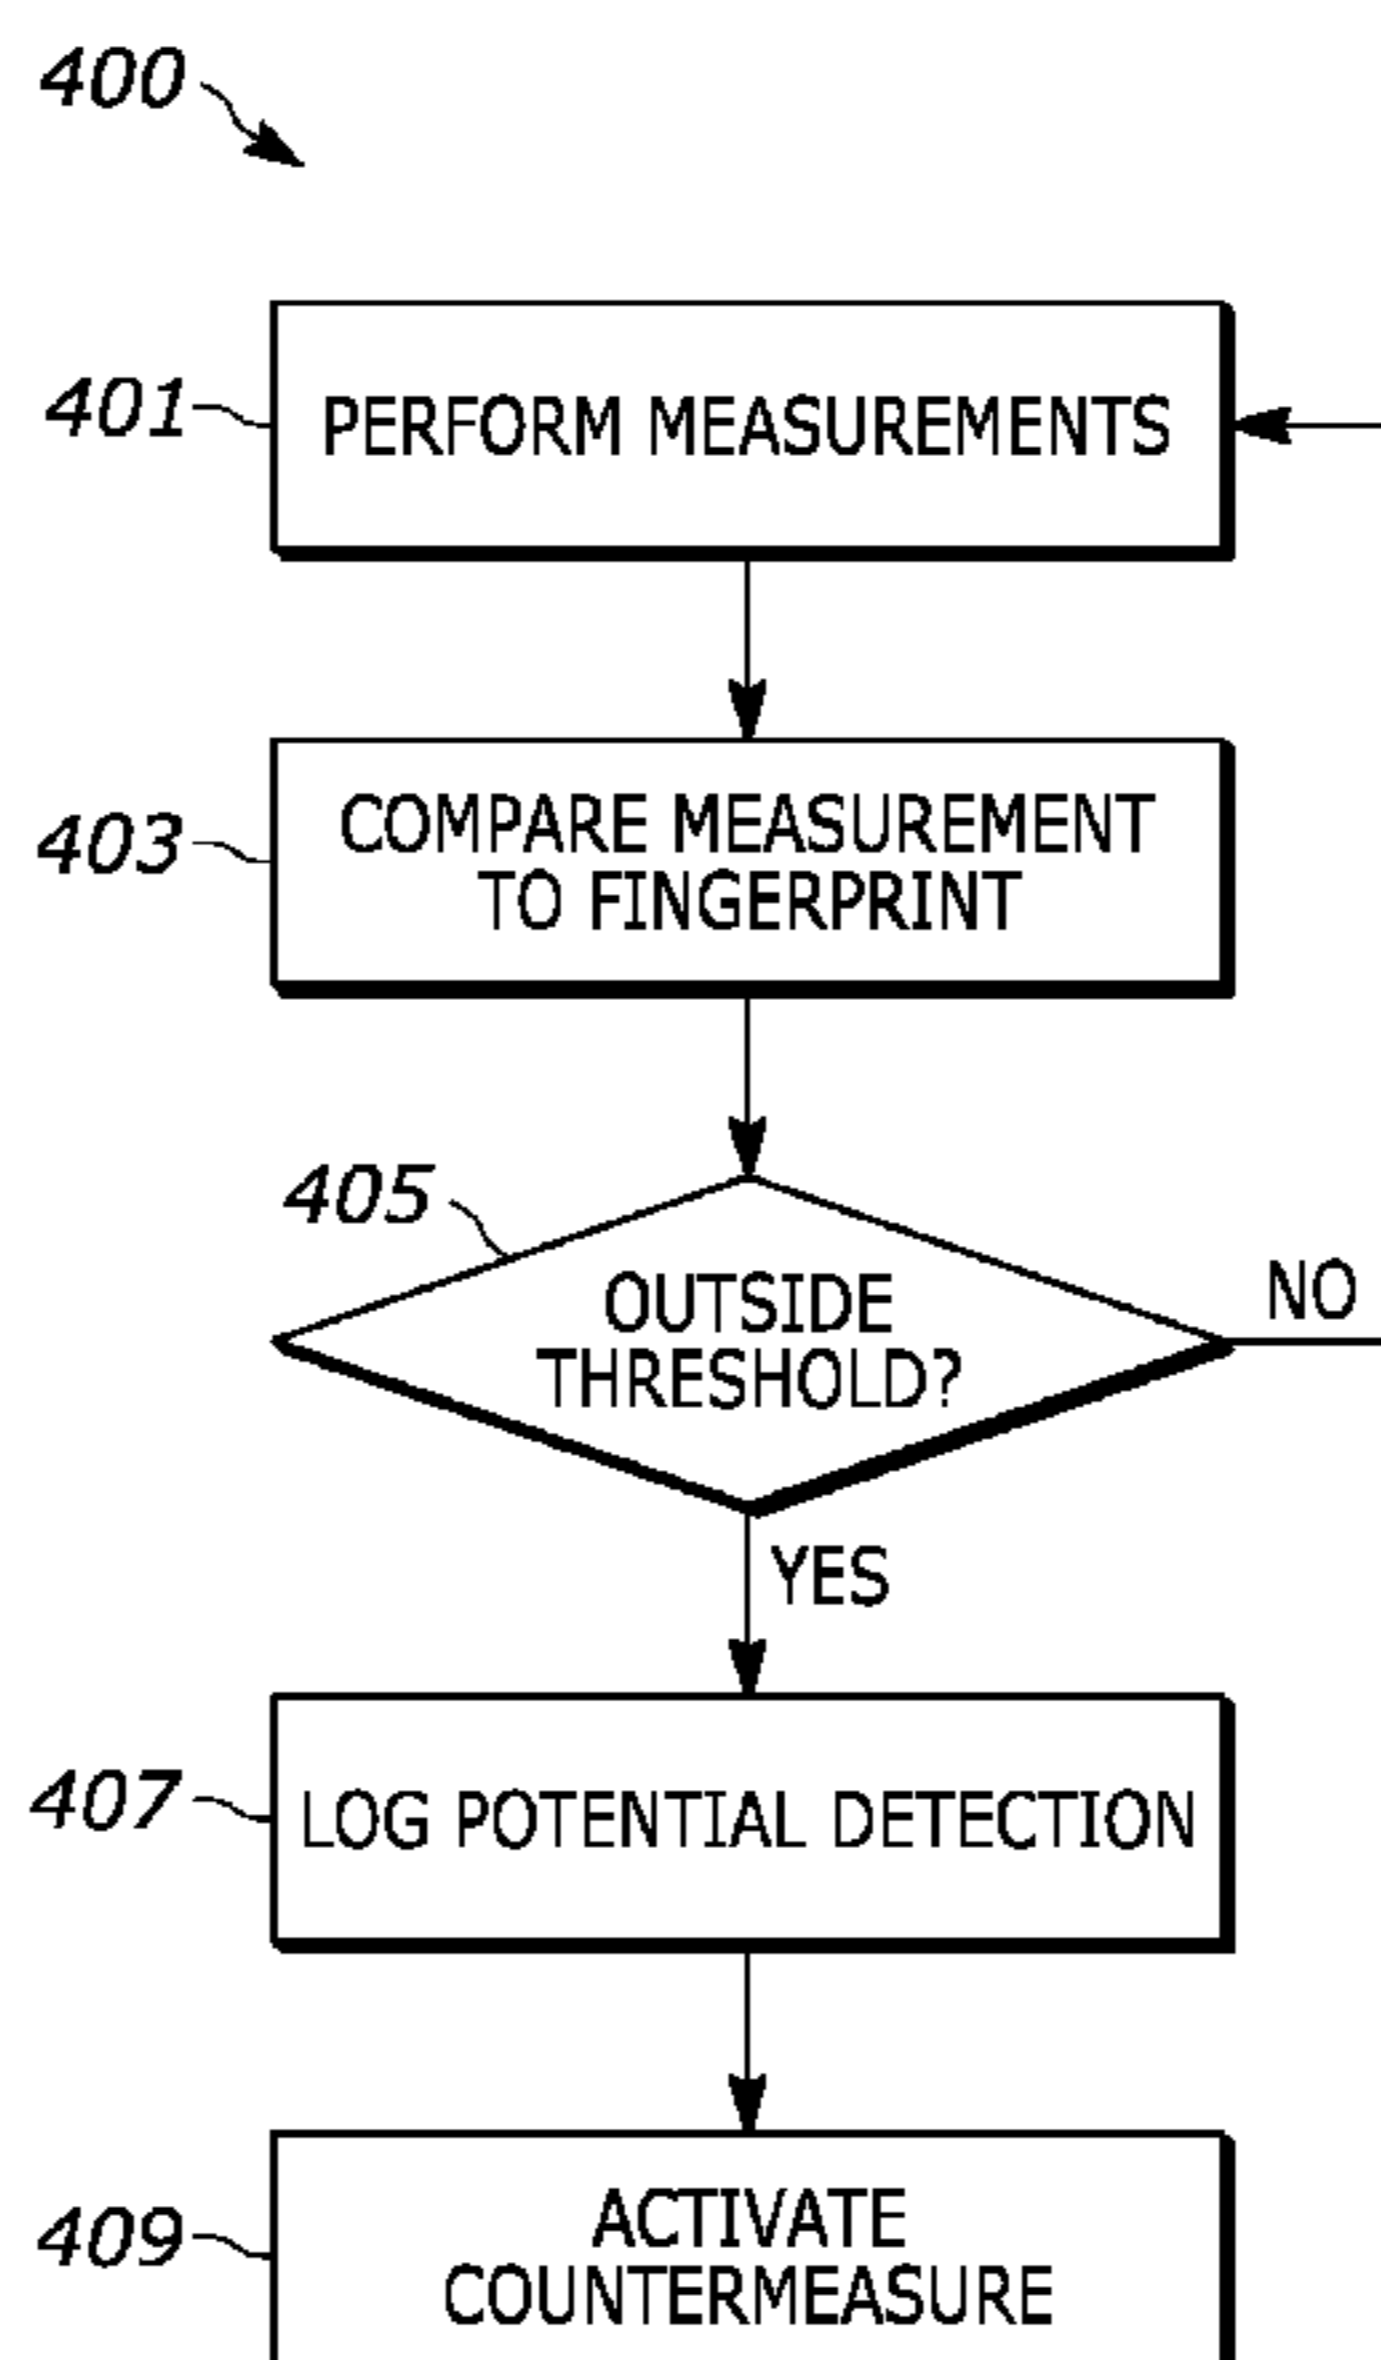 400
401
PERFORM MEASUREMENTS
403
COMPARE MEASUREMENT
TO FINGERPRINT
405
OUTSIDE
THRESHOLD?
NO
YES
407
LOG POTENTIAL DETECTION
409
ACTIVATE
COUNTERMEASURE